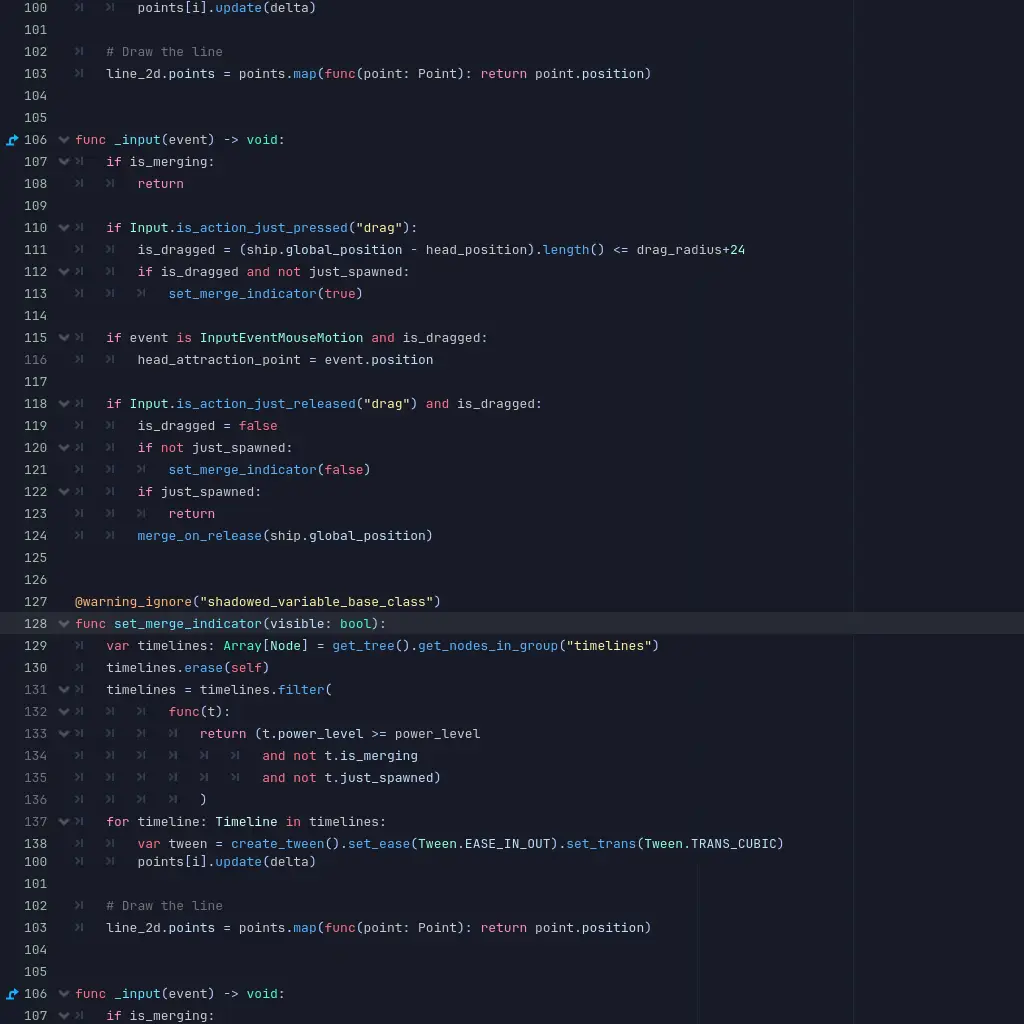 100 points[i].update(delta)
101
102 # Draw the line
103 line_2d.points = points.map(func(point: Point): return point.position)
104
105
106 func _input(event) -> void:
107 if is_merging:
108 return
109
110 if Input.is_action_just_pressed("drag"):
111 is_dragged = (ship.global_position - head_position).length() <= drag_radius+24
112 if is_dragged and not just_spawned:
113 set_merge_indicator(true)
114
115 if event is InputEventMouseMotion and is_dragged:
116 head_attraction_point = event.position
117
118 if Input.is_action_just_released("drag") and is_dragged:
119 is_dragged = false
120 if not just_spawned:
121 set_merge_indicator(false)
122 if just_spawned:
123 return
124 merge_on_release(ship.global_position)
125
126
127 @warning_ignore("shadowed_variable_base_class")
128 func set_merge_indicator(visible: bool):
129 var timelines: Array[Node] = get_tree().get_nodes_in_group("timelines")
130 timelines.erase(self)
131 timelines = timelines.filter(
132 func(t):
133 return (t.power_level >= power_level
134 and not t.is_merging
135 and not t.just_spawned)
136 )
137 for timeline: Timeline in timelines:
138 var tween = create_tween().set_ease(Tween.EASE_IN_OUT).set_trans(Tween.TRANS_CUBIC)
100 points[i].update(delta)
101
102 # Draw the line
103 line_2d.points = points.map(func(point: Point): return point.position)
104
105
106 func _input(event) -> void:
107 if is_merging: